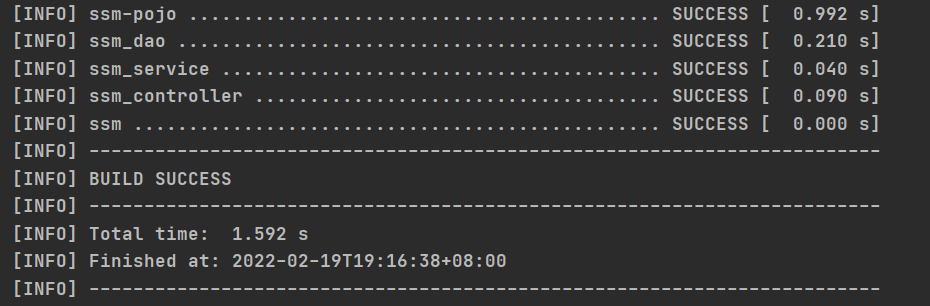 [INFO] ssm-pojo ........................................... SUCCESS [  0.992 s]
[INFO] ssm_dao ............................................ SUCCESS [  0.210 s]
[INFO] ssm_service ........................................ SUCCESS [  0.040 s]
[INFO] ssm_controller ..................................... SUCCESS [  0.090 s]
[INFO] ssm ................................................ SUCCESS [  0.000 s]
[INFO] ------------------------------------------------------------------------
[INFO] BUILD SUCCESS
[INFO] ------------------------------------------------------------------------
[INFO] Total time:  1.592 s
[INFO] Finished at: 2022-02-19T19:16:38+08:00
[INFO] ------------------------------------------------------------------------